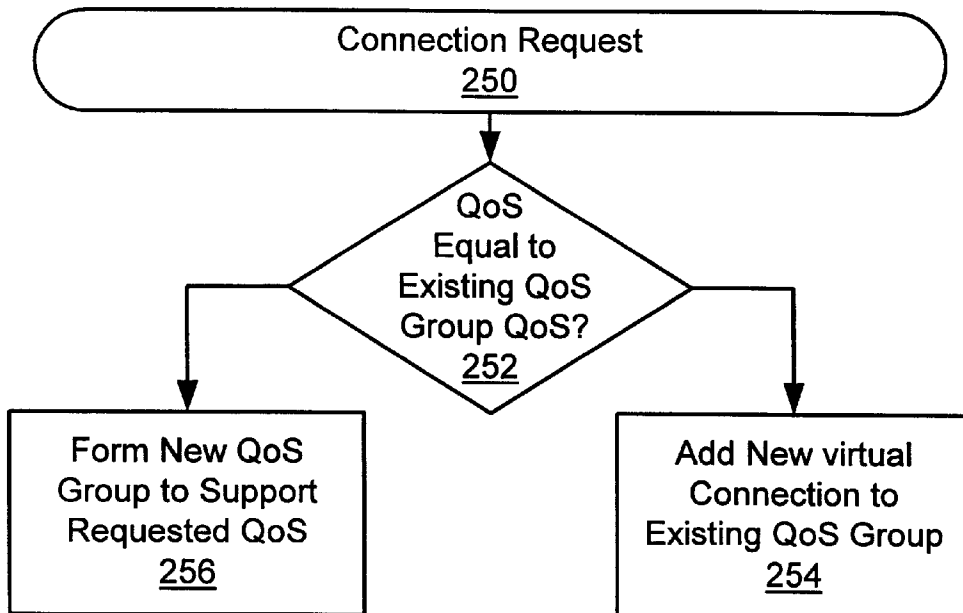 Connection Request
250
QoS
Equal to
Existing QoS
Group QoS?
252
Form New QoS
Group to Support
Requested QoS
256
Add New virtual
Connection to
Existing QoS Group
254